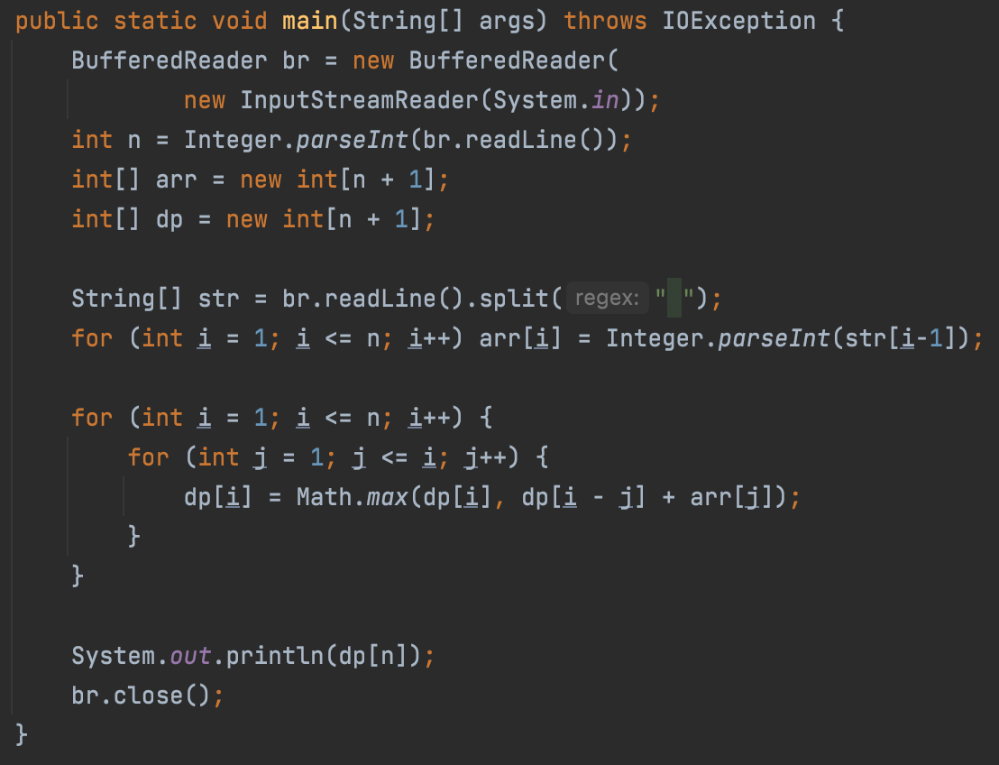 public static void main(String[] args) throws IOException {
    BufferedReader br = new BufferedReader(
            new InputStreamReader(System.in));
    int n = Integer.parseInt(br.readLine());
    int[] arr = new int[n + 1];
    int[] dp = new int[n + 1];

    String[] str = br.readLine().split( regex: " ");
    for (int i = 1; i <= n; i++) arr[i] = Integer.parseInt(str[i-1]);

    for (int i = 1; i <= n; i++) {
        for (int j = 1; j <= i; j++) {
            dp[i] = Math.max(dp[i], dp[i - j] + arr[j]);
        }
    }

    System.out.println(dp[n]);
    br.close();
}